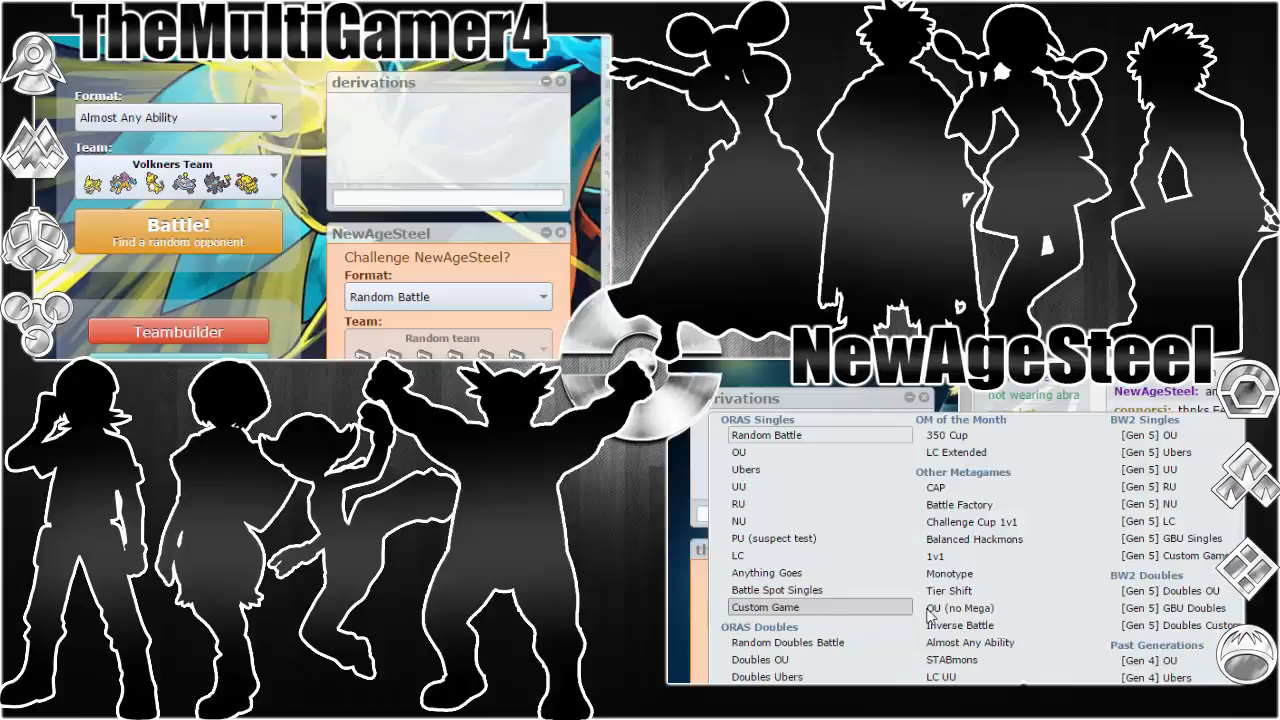 TheMultiGamer4
Format:
Almost Any Ability
Team:
Volkners Team
Battle!
Find a random opponent
Teambuilder
derivations
NewAgeSteel
Challenge NewAgeSteel?
Format:
Random Battle
Team:
Random team
NewAgeSteel
rivations
not wearing abra
NewAgeSteel:
ORAS Singles
Random Battle
OU
Ubers
UU
RU
NU
PU (suspect test)
LC
Anything Goes
Battle Spot Singles
Custom Game
ORAS Doubles
Random Doubles Battle
Doubles OU
Doubles Ubers
OM of the Month
350 Cup
LC Extended
Other Metagames
CAP
Battle Factory
Challenge Cup 1v1
Balanced Hackmons
1v1
Monotype
Tier Shift
OU (no Mega)
Inverse Battle
Almost Any Ability
STABmons
LC UU
BW2 Singles
[Gen 5] OU
[Gen 5] Ubers
[Gen 5] UU
[Gen 5] RU
[Gen 5] NU
[Gen 5] LC
[Gen 5] GBU Singles
[Gen 5] Custom Game
BW2 Doubles
[Gen 5] Doubles OU
[Gen 5] GBU Doubles
[Gen 5] Doubles Custom
Past Generations
[Gen 4] OU
[Gen 4] Ubers